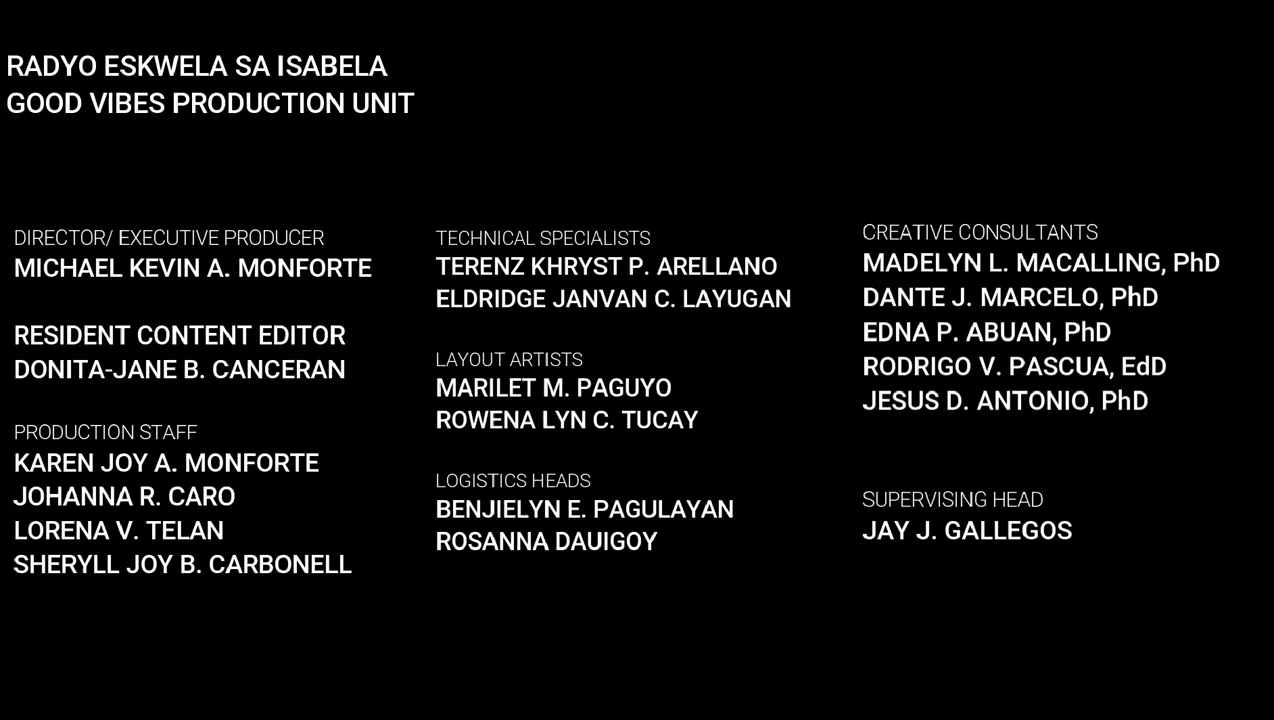 RADYO ESKWELA SA ISABELA
GOOD VIBES PRODUCTION UNIT
DIRECTOR/ EXECUTIVE PRODUCER
MICHAEL KEVIN A. MONFORTE
RESIDENT CONTENT EDITOR
DONITA-JANE B. CANCERAN
PRODUCTION STAFF
KAREN JOY A. MONFORTE
JOHANNA R. CARO
LORENA V. TELAN
SHERYLL JOY B. CARBONELL
TECHNICAL SPECIALISTS
TERENZ KHRYST P. ARELLANO
ELDRIDGE JANVAN C. LAYUGAN
LAYOUT ARTISTS
MARILET M. PAGUYO
ROWENA LYN C. TUCAY
LOGISTICS HEADS
BENJIELYN E. PAGULAYAN
ROSANNA DAUIGOY
CREATIVE CONSULTANTS
MADELYN L. MACALLING, PhD
DANTE J. MARCELO, PhD
EDNA P. ABUAN, PhD
RODRIGO V. PASCUA, EdD
JESUS D. ANTONIO, PhD
SUPERVISING HEAD
JAY J. GALLEGOS